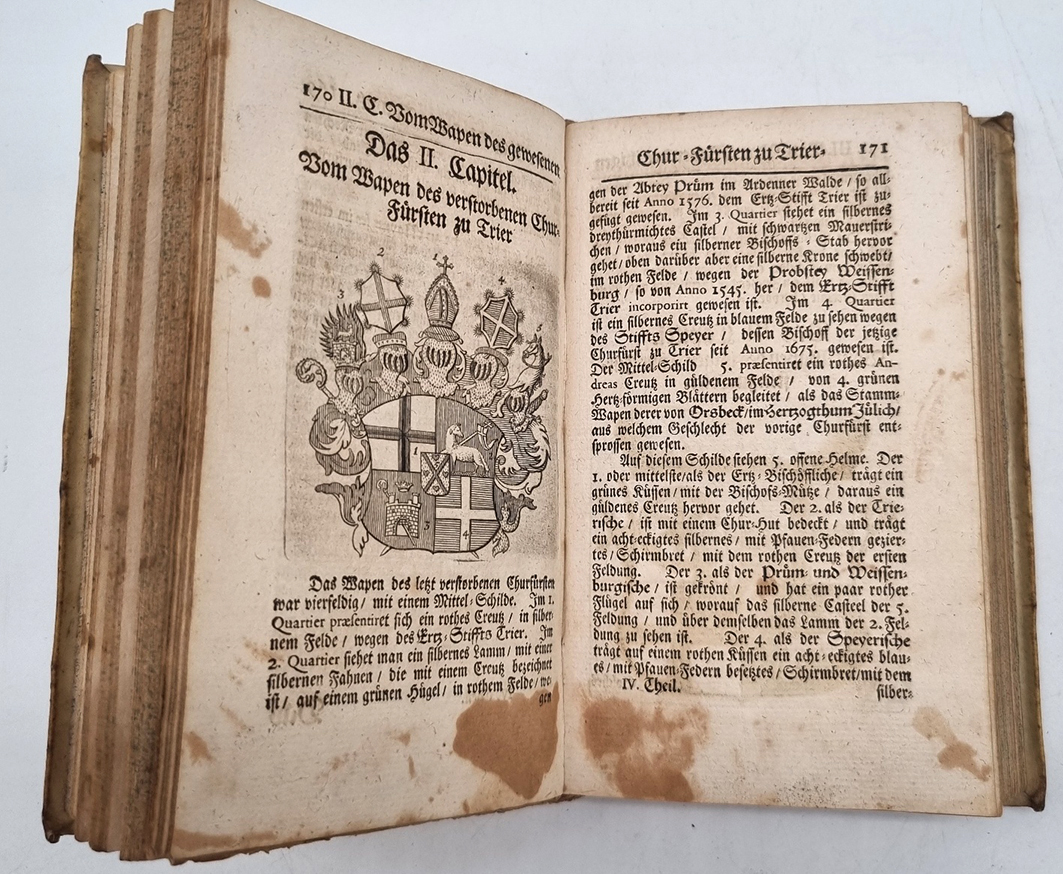 170 II. C. Vom Wapen des gewesenen
Das II. Capitel.
Vom Wapen des verstorbenen Chur-
Fürsten zu Trier
1
2
3
4
5
1
3
4
Das Wapen des letzt verstorbenen Churfürsten
war vierfeldig / mit einem Mittel-Schilde. Im 1.
Quartier præsentiret sich ein rothes Creutz / in silber-
nem Felde / wegen des Ertz-Stiffts Trier. Im
2. Quartier siehet man ein silbernes Lamm / mit einer
silbernen Fahnen / die mit einem Creutz bezeichnet
ist / auf einem grünen Hügel / in rothem Felde / we-
gen
Chur-Fürsten zu Trier. 171
gen der Abtey Prüm im Ardenner Walde / so all-
bereit seit Anno 1576. dem Ertz-Stifft Trier ist zu-
gefügt gewesen. Im 3. Quartier stehet ein silbernes
dreythürmichtes Castel / mit schwartzen Mauerstri-
chen / woraus ein silberner Bischoffs-Stab hervor
gehet / oben darüber aber eine silberne Krone schwebt /
im rothen Felde / wegen der Probstey Weissen-
burg / so von Anno 1545. her / dem Ertz-Stifft
Trier incorporirt gewesen ist. Im 4. Quartier
ist ein silbernes Creutz in blauem Felde zu sehen wegen
des Stiffts Speyer / dessen Bischoff der jetzige
Churfürst zu Trier seit Anno 1675. gewesen ist.
Der Mittel-Schild 5. præsentiret ein rothes An-
dreas Creutz in güldenem Felde / von 4. grünen
Hertz-förmigen Blättern begleitet / als das Stamm-
Wapen derer von Orsbeck / im Hertzogthum Jülich /
aus welchem Geschlecht der vorige Churfürst ent-
sprossen gewesen.
Auf diesem Schilde stehen 5. offene Helme. Der
1. oder mittelste / als der Ertz-Bischöffliche / trägt ein
grünes Küssen / mit der Bischofs-Mütze / daraus ein
güldenes Creutz hervor gehet. Der 2. als der Trie-
rische / ist mit einem Chur-Hut bedeckt / und trägt
ein acht-eckigtes silbernes / mit Pfauen-Federn gezier-
tes / Schirmbret / mit dem rothen Creutz der ersten
Feldung. Der 3. als der Prüm- und Weissen-
burgische / ist gekrönt / und hat ein paar rother
Flügel auf sich / worauf das silberne Casteel der 5.
Feldung / und über demselben das Lamm der 2. Fel-
dung zu sehen ist. Der 4. als der Speyerische
trägt auf einem rothen Küssen ein acht-eckigtes blau-
es / mit Pfauen-Federn besetztes / Schirmbret / mit dem
IV. Theil. silber-